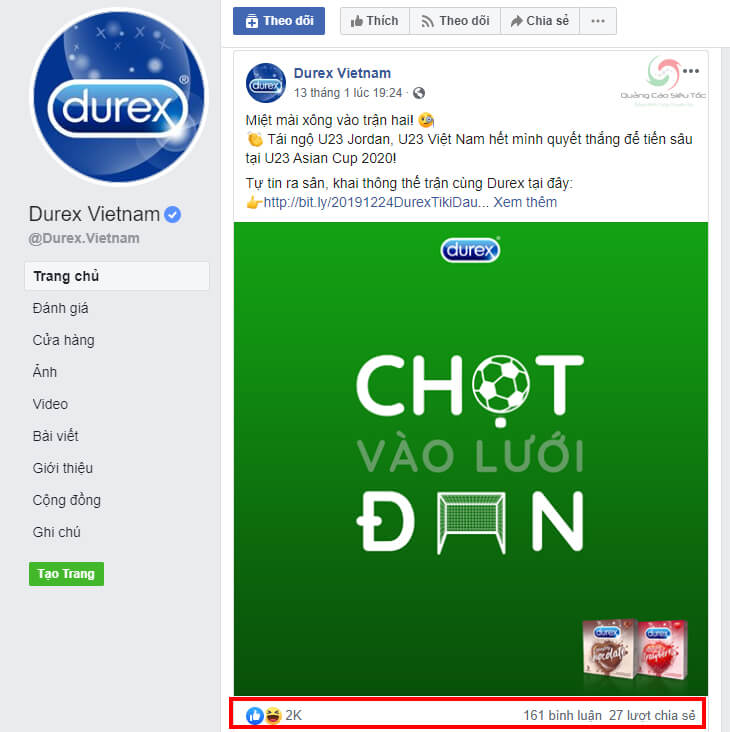 durex
Durex Vietnam
@Durex.Vietnam
Trang chủ
Đánh giá
Cửa hàng
Ảnh
Video
Bài viết
Giới thiệu
Cộng đồng
Ghi chú
Tạo Trang
Theo dõi
Thích
Theo dõi
Chia sẻ
Durex Vietnam
13 tháng 1 lúc 19:24 ·
Quảng Cáo Siêu Tốc
Miệt mài xông vào trận hai!
Tái ngộ U23 Jordan, U23 Việt Nam hết mình quyết thắng để tiến sâu
tại U23 Asian Cup 2020!
Tự tin ra sân, khai thông thế trận cùng Durex tại đây:
http://bit.ly/20191224DurexTikiDau... Xem thêm
durex
CHỌT
VÀO LƯỚI
ĐAN
durex
chocolate
durex
2K
161 bình luận 27 lượt chia sẻ